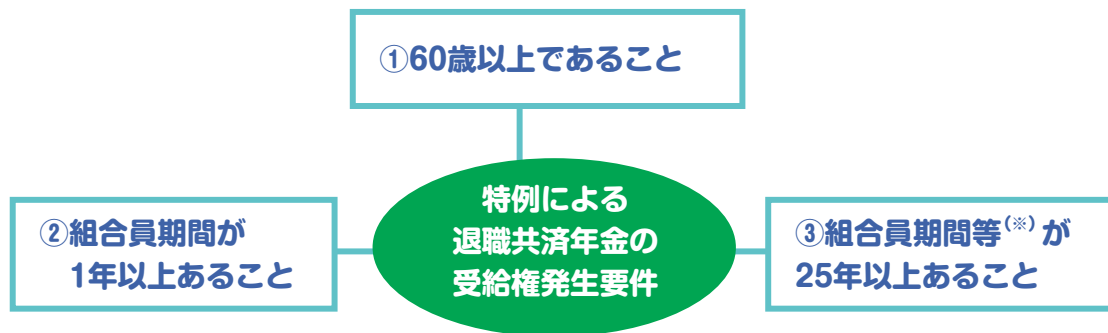 ①60歳以上であること
特例による
退職共済年金の
受給権発生要件
②組合員期間が
1年以上あること
③組合員期間等(※)が
25年以上あること